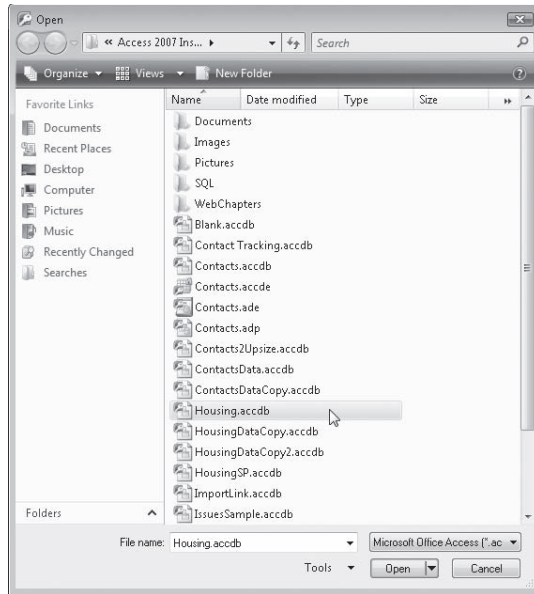 Open
« Access 2007 Ins...
Search
Organize Views New Folder
Favorite Links
Documents
Recent Places
Desktop
Computer
Pictures
Music
Recently Changed
Searches
Folders
Name Date modified Type Size »
Documents
Images
Pictures
SQL
WebChapters
Blank.accdb
Contact Tracking.accdb
Contacts.accdb
Contacts.accde
Contacts.ade
Contacts.adp
Contacts2Upsize.accdb
ContactsData.accdb
ContactsDataCopy.accdb
Housing.accdb
HousingDataCopy.accdb
HousingDataCopy2.accdb
HousingSP.accdb
ImportLink.accdb
IssuesSample.accdb
File name: Housing.accdb Microsoft Office Access (*.ac
Tools Open Cancel